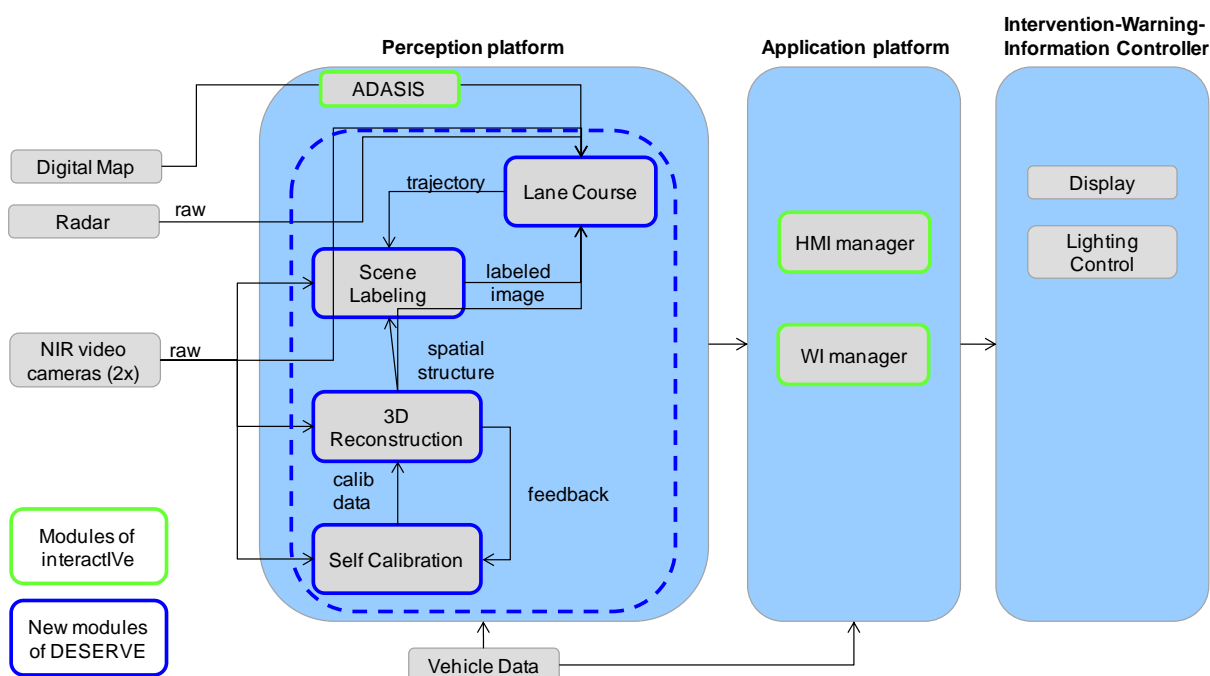 Intervention-Warning-
Information Controller
Perception platform
Application platform
ADASIS
Digital Map
Lane Course
trajectory
Display
Radar
raw
HMI manager
Lighting
Control
Scene
Labeling
labeled
image
NIR video
cameras (2x)
raw
spatial
structure
WI manager
3D
Reconstruction
calib
data
feedback
Modules of
interactIVe
Self Calibration
New modules
of DESERVE
Vehicle Data